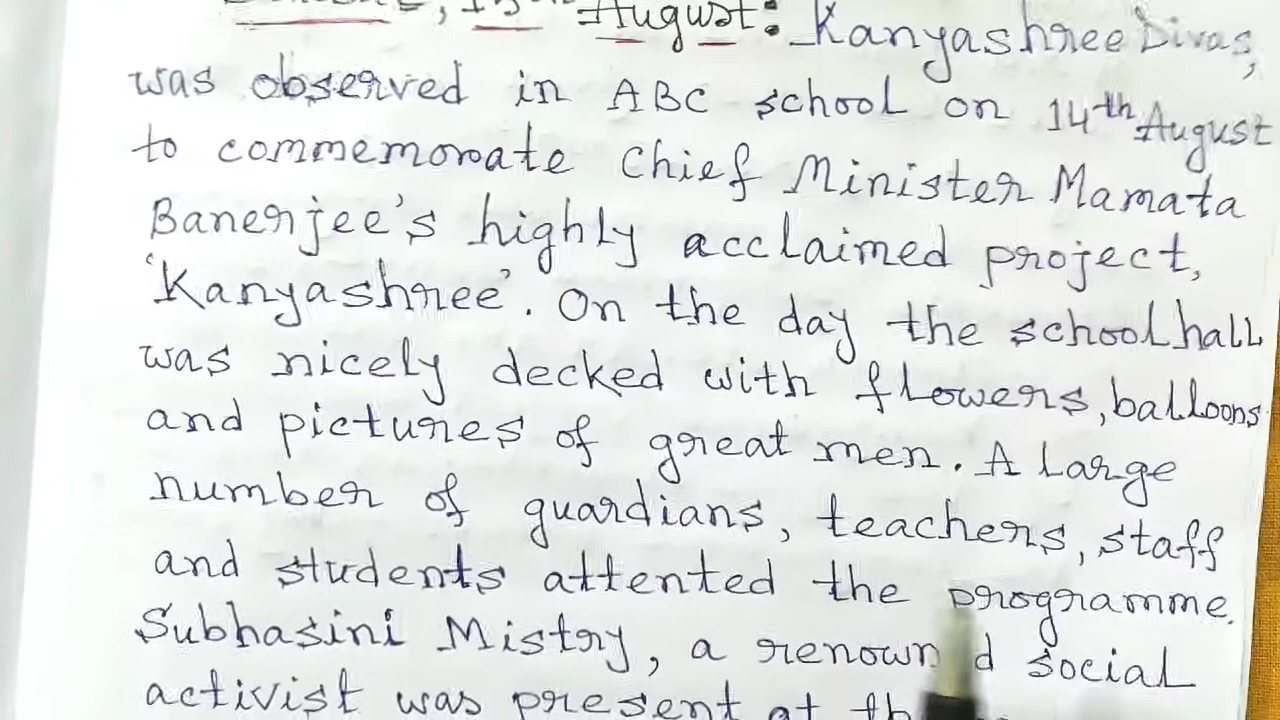 August: Kanyashree Divas,
was observed in ABC school on 14th August
to commemorate Chief Minister Mamata
Banerjee's highly acclaimed project,
'Kanyashree'. On the day the school hall
was nicely decked with flowers, balloons
and pictures of great men. A large
number of guardians, teachers, staff
and students attented the programme.
Subhasini Mistry, a renown d social
activist was present at th